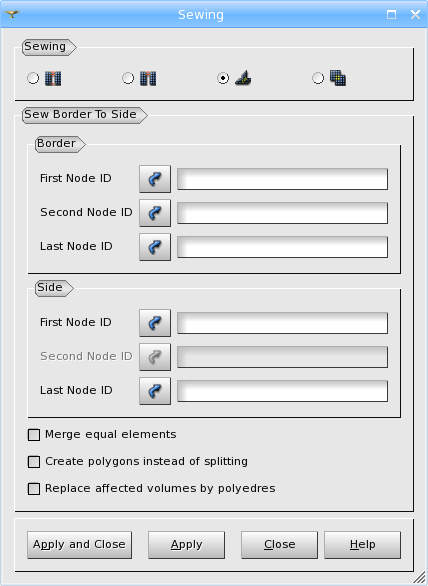 Sewing
Sewing
Sew Border To Side
Border
First Node ID
Second Node ID
Last Node ID
Side
First Node ID
Second Node ID
Last Node ID
Merge equal elements
Create polygons instead of splitting
Replace affected volumes by polyedres
Apply and Close Apply Close Help